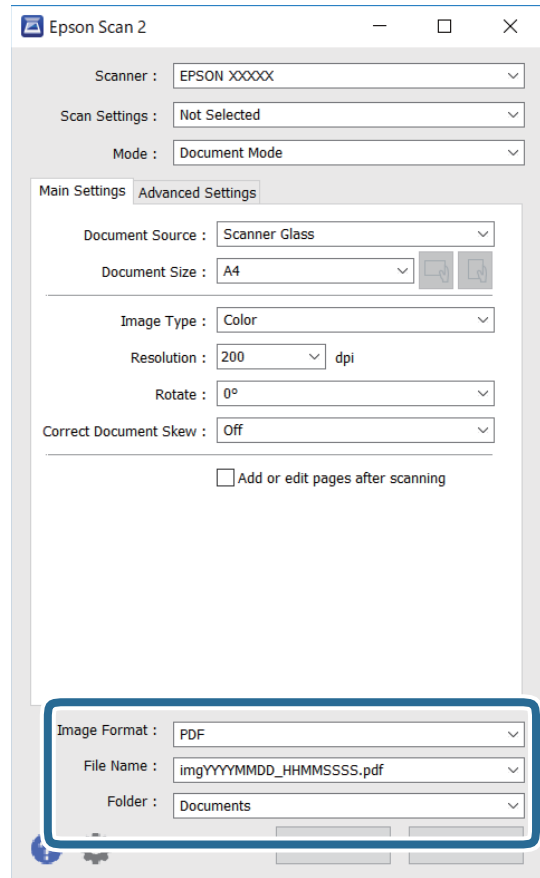 Epson Scan 2
Scanner : EPSON XXXXX
Scan Settings : Not Selected
Mode : Document Mode
Main Settings Advanced Settings
Document Source : Scanner Glass
Document Size : A4
Image Type : Color
Resolution : 200 dpi
Rotate : 0°
Correct Document Skew : Off
Add or edit pages after scanning
Image Format : PDF
File Name : imgYYYYMMDD_HHMMSSSS.pdf
Folder : Documents